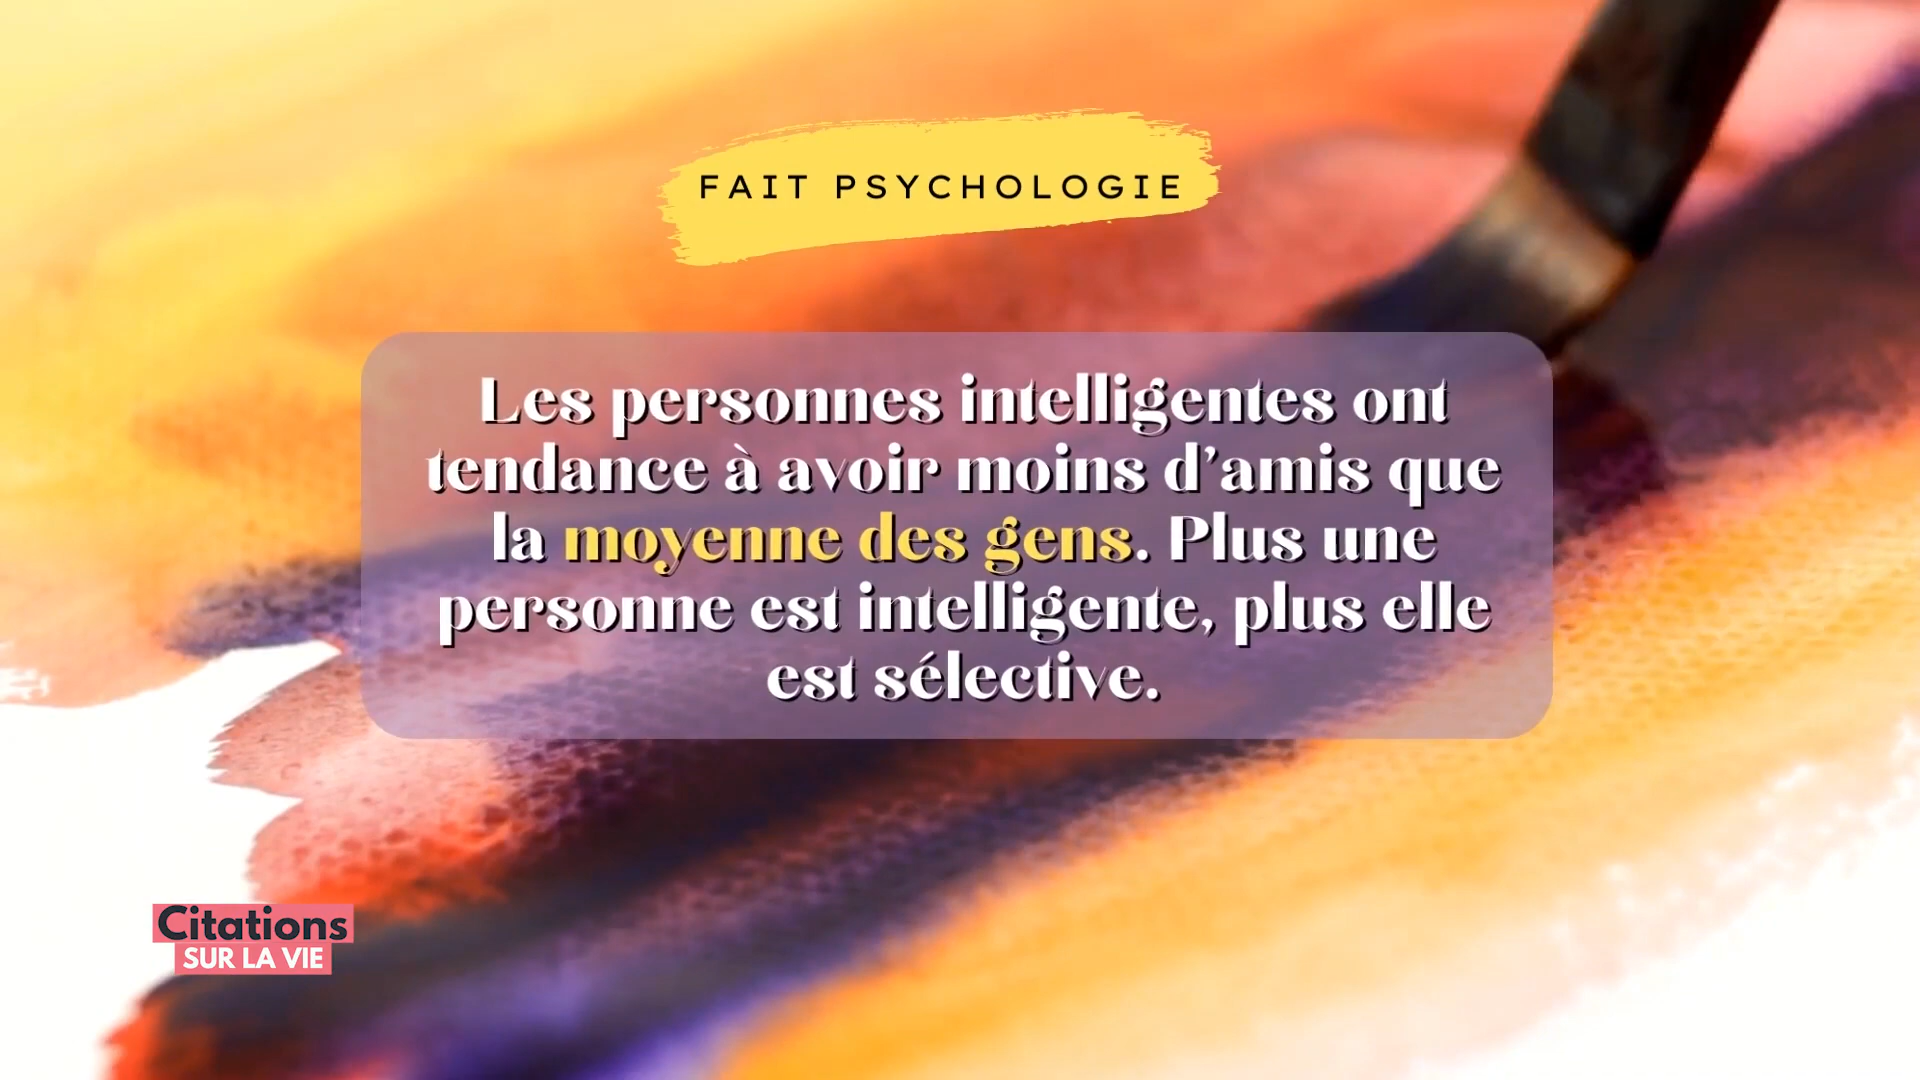 FAIT PSYCHOLOGIE
Les personnes intelligentes ont
tendance à avoir moins d’amis que
la moyenne des gens. Plus une
personne est intelligente, plus elle
est sélective.
Citations
SUR LA VIE